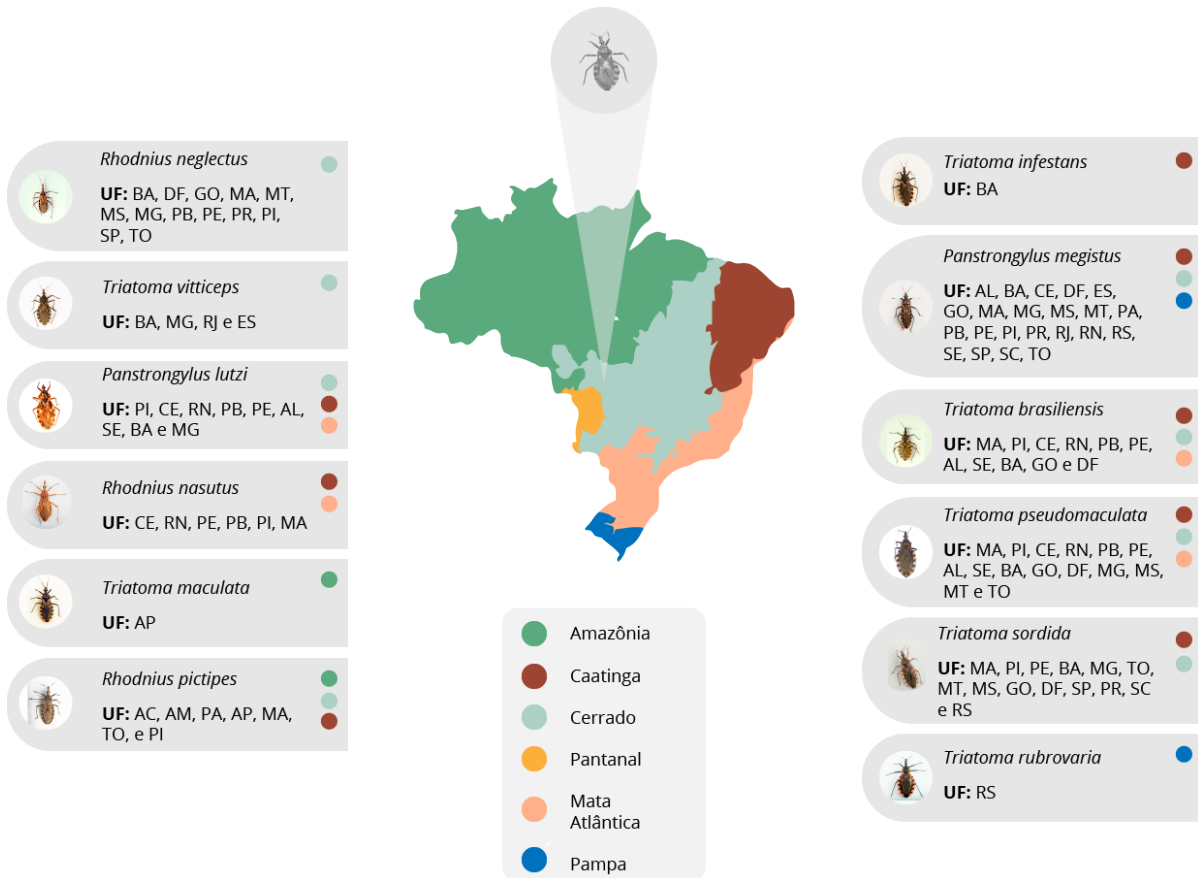 Rhodnius neglectus
UF: BA, DF, GO, MA, MT,
MS, MG, PB, PE, PR, PI,
SP, TO
Triatoma vitticeps
UF: BA, MG, RJ e ES
Panstrongylus lutzi
UF: PI, CE, RN, PB, PE, AL,
SE, BA e MG
Rhodnius nasutus
UF: CE, RN, PE, PB, PI, MA
Triatoma maculata
UF: AP
Rhodnius pictipes
UF: AC, AM, PA, AP, MA,
TO, e PI
Amazônia
Caatinga
Cerrado
Pantanal
Mata
Atlântica
Pampa
Triatoma infestans
UF: BA
Panstrongylus megistus
UF: AL, BA, CE, DF, ES,
GO, MA, MG, MS, MT, PA,
PB, PE, PI, PR, RJ, RN, RS,
SE, SP, SC, TO
Triatoma brasiliensis
UF: MA, PI, CE, RN, PB, PE,
AL, SE, BA, GO e DF
Triatoma pseudomaculata
UF: MA, PI, CE, RN, PB, PE,
AL, SE, BA, GO, DF, MG, MS,
MT e TO
Triatoma sordida
UF: MA, PI, PE, BA, MG, TO,
MT, MS, GO, DF, SP, PR, SC
e RS
Triatoma rubrovaria
UF: RS